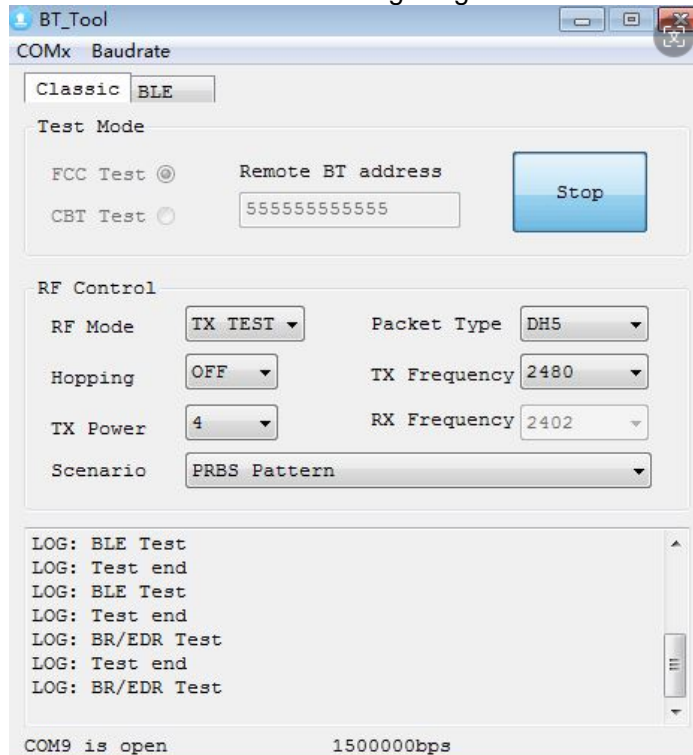 BT_Tool
COMx Baudrate
Classic BLE
Test Mode
FCC Test Remote BT address
555555555555
Stop
CBT Test
RF Control
RF Mode TX TEST Packet Type DH5
Hopping OFF TX Frequency 2480
TX Power 4 RX Frequency 2402
Scenario PRBS Pattern
LOG: BLE Test
LOG: Test end
LOG: BLE Test
LOG: Test end
LOG: BR/EDR Test
LOG: Test end
LOG: BR/EDR Test
COM9 is open 1500000bps